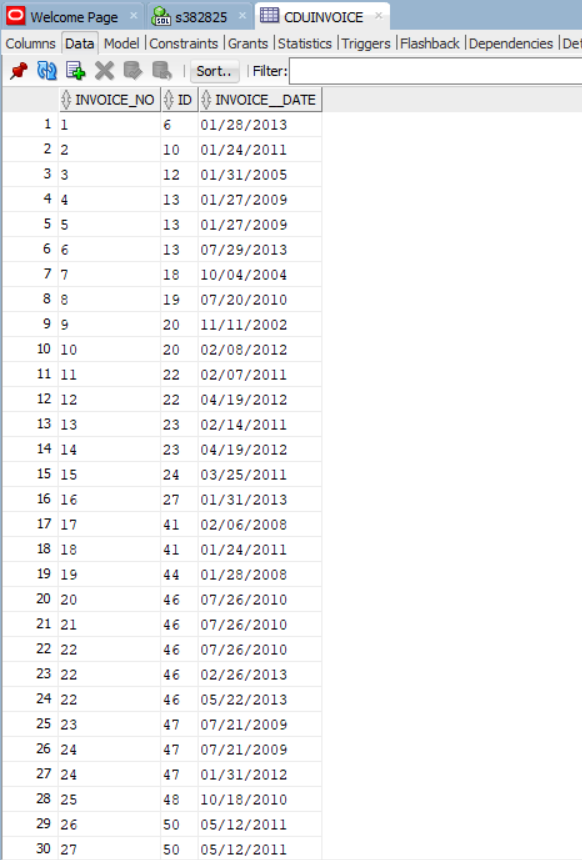 Welcome Page × SQL s382825 × CDUINVOICE ×
Columns Data Model |Constraints |Grants |Statistics |Triggers |Flashback |Dependencies |Det
Sort.. Filter:
INVOICE_NO ID INVOICE__DATE
1 1 6 01/28/2013
2 2 10 01/24/2011
3 3 12 01/31/2005
4 4 13 01/27/2009
5 5 13 01/27/2009
6 6 13 07/29/2013
7 7 18 10/04/2004
8 8 19 07/20/2010
9 9 20 11/11/2002
10 10 20 02/08/2012
11 11 22 02/07/2011
12 12 22 04/19/2012
13 13 23 02/14/2011
14 14 23 04/19/2012
15 15 24 03/25/2011
16 16 27 01/31/2013
17 17 41 02/06/2008
18 18 41 01/24/2011
19 19 44 01/28/2008
20 20 46 07/26/2010
21 21 46 07/26/2010
22 22 46 07/26/2010
23 22 46 02/26/2013
24 22 46 05/22/2013
25 23 47 07/21/2009
26 24 47 07/21/2009
27 24 47 01/31/2012
28 25 48 10/18/2010
29 26 50 05/12/2011
30 27 50 05/12/2011